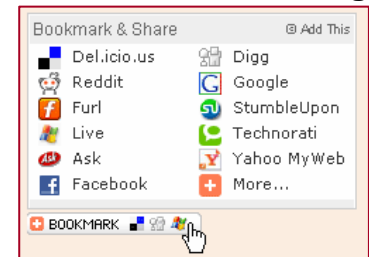 Bookmark & Share Add This
Del.icio.us Digg
Reddit Google
Furl StumbleUpon
Live Technorati
Ask Yahoo MyWeb
Facebook More...
BOOKMARK